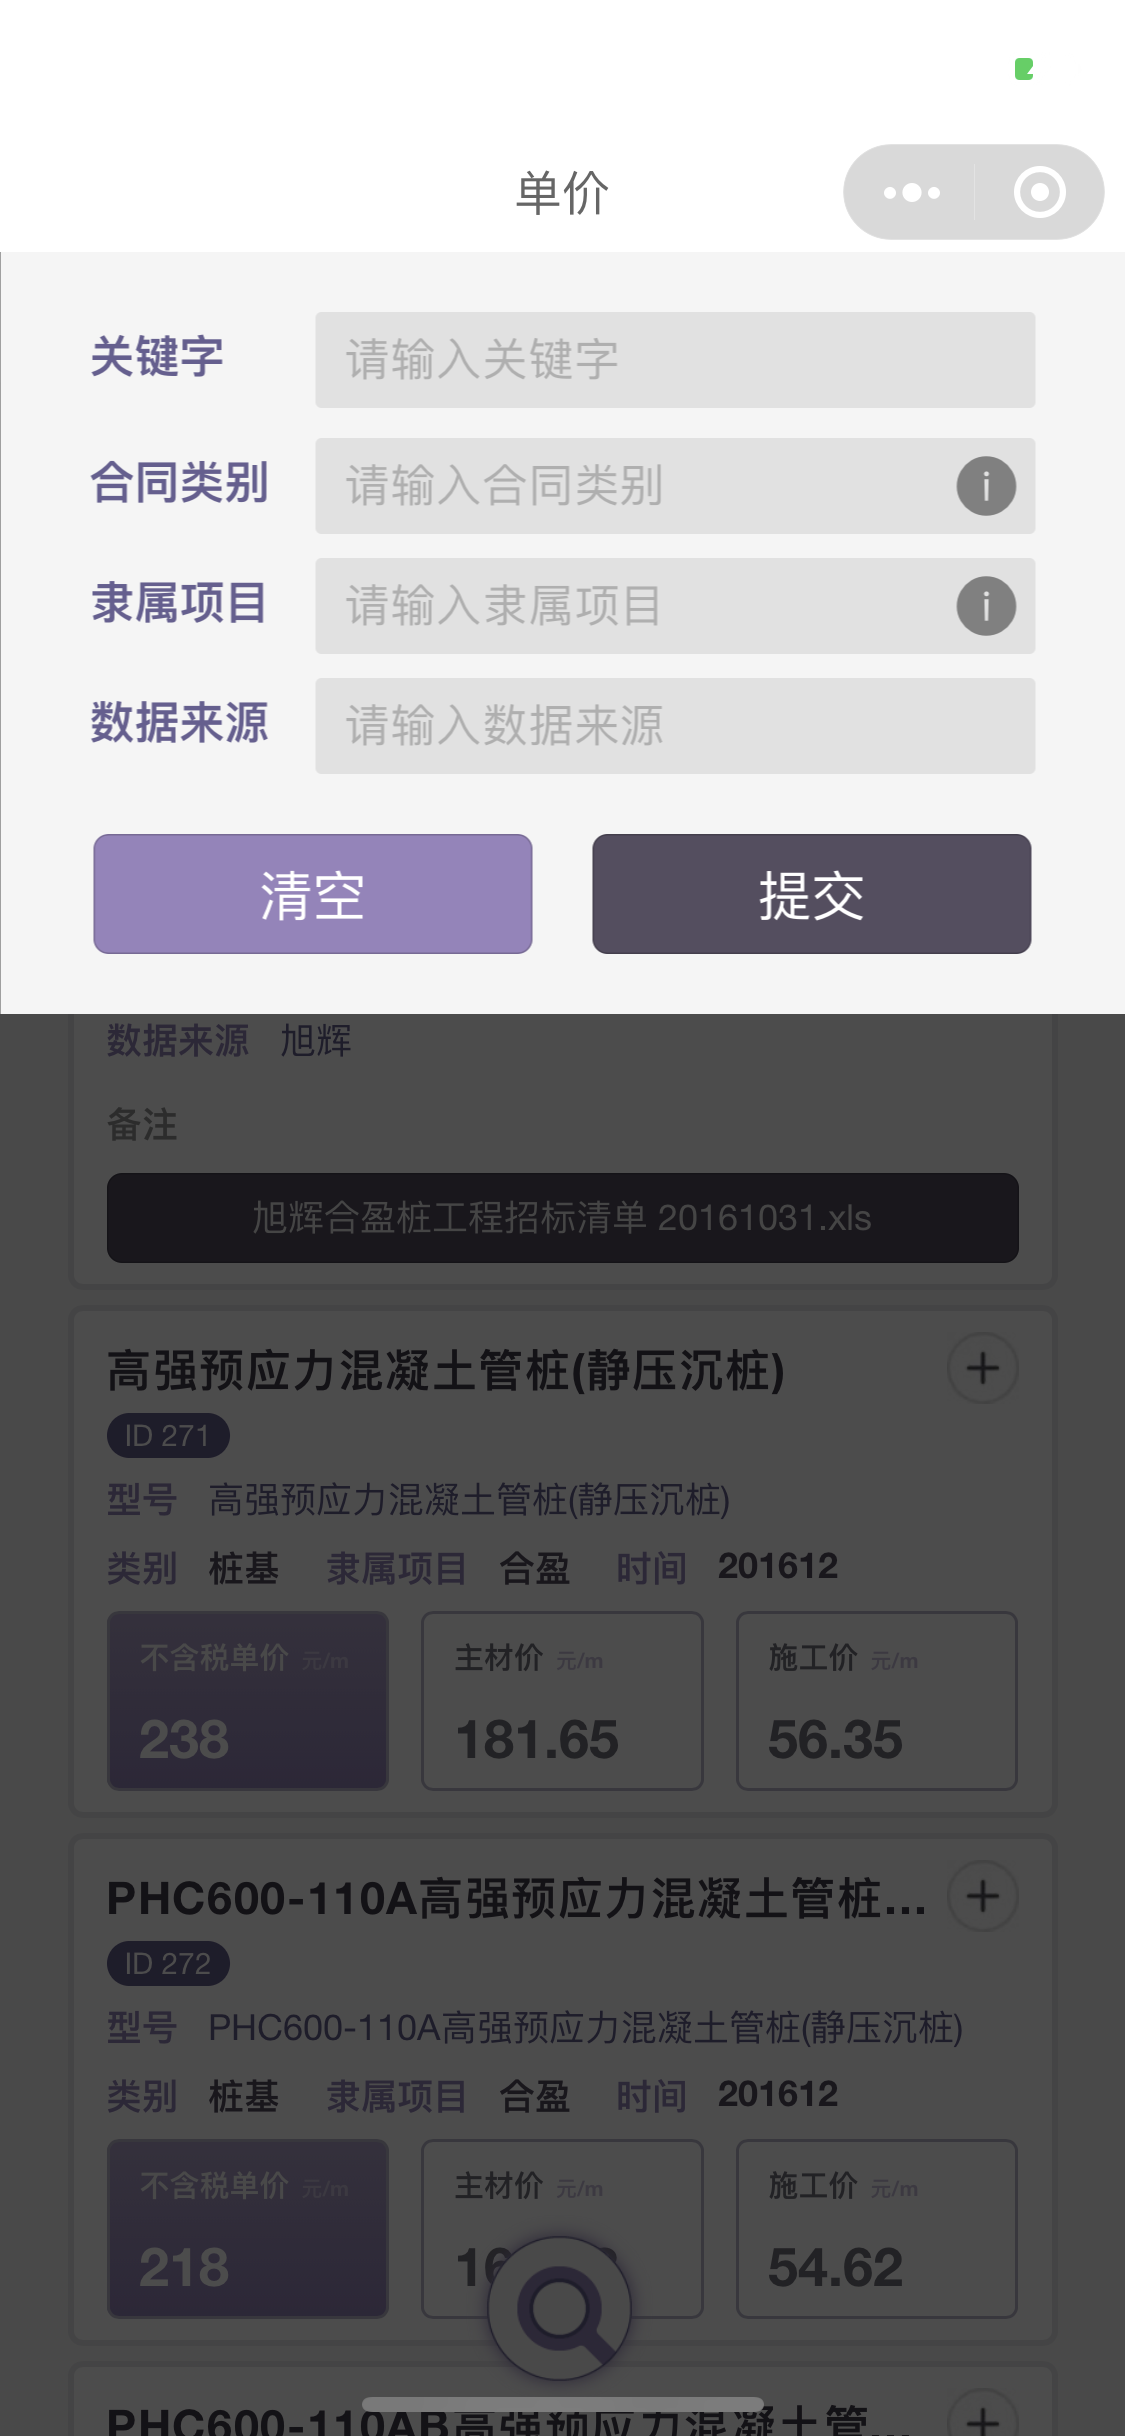 单价
关键字 请输入关键字
合同类别 请输入合同类别 i
隶属项目 请输入隶属项目 i
数据来源 请输入数据来源
清空 提交
数据来源 旭辉
备注
旭辉合盈桩工程招标清单 20161031.xls
高强预应力混凝土管桩(静压沉桩)
ID 271
型号 高强预应力混凝土管桩(静压沉桩)
类别 桩基 隶属项目 合盈 时间 201612
不含税单价 元/m 主材价 元/m 施工价 元/m
238 181.65 56.35
PHC600-110A高强预应力混凝土管桩...
ID 272
型号 PHC600-110A高强预应力混凝土管桩(静压沉桩)
类别 桩基 隶属项目 合盈 时间 201612
不含税单价 元/m 主材价 元/m 施工价 元/m
218 54.62
PHC600-110AB高强预应力混凝土管...